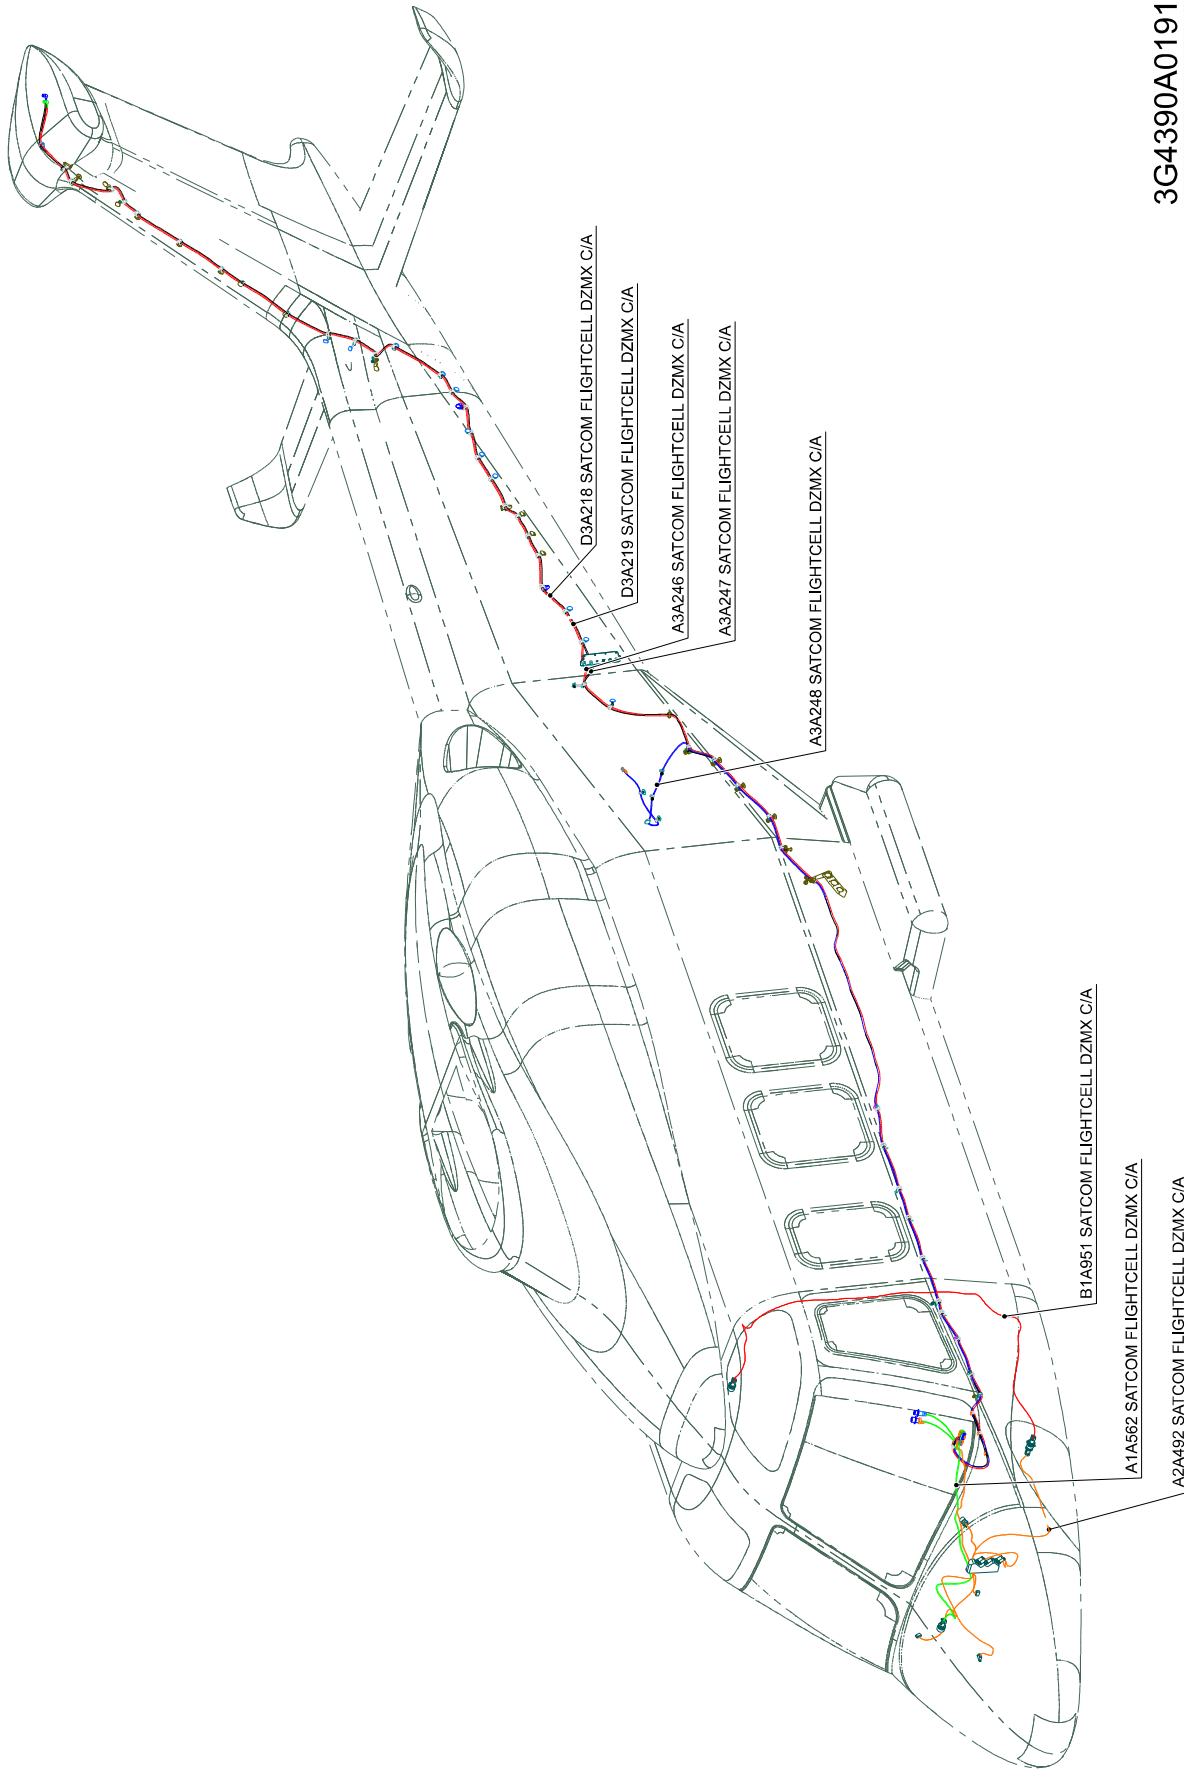 D3A218 SATCOM FLIGHTCELL DZMX C/A
D3A219 SATCOM FLIGHTCELL DZMX C/A
A3A246 SATCOM FLIGHTCELL DZMX C/A
A3A247 SATCOM FLIGHTCELL DZMX C/A
A3A248 SATCOM FLIGHTCELL DZMX C/A
B1A951 SATCOM FLIGHTCELL DZMX C/A
A1A562 SATCOM FLIGHTCELL DZMX C/A
A2A492 SATCOM FLIGHTCELL DZMX C/A
3G4390A0191